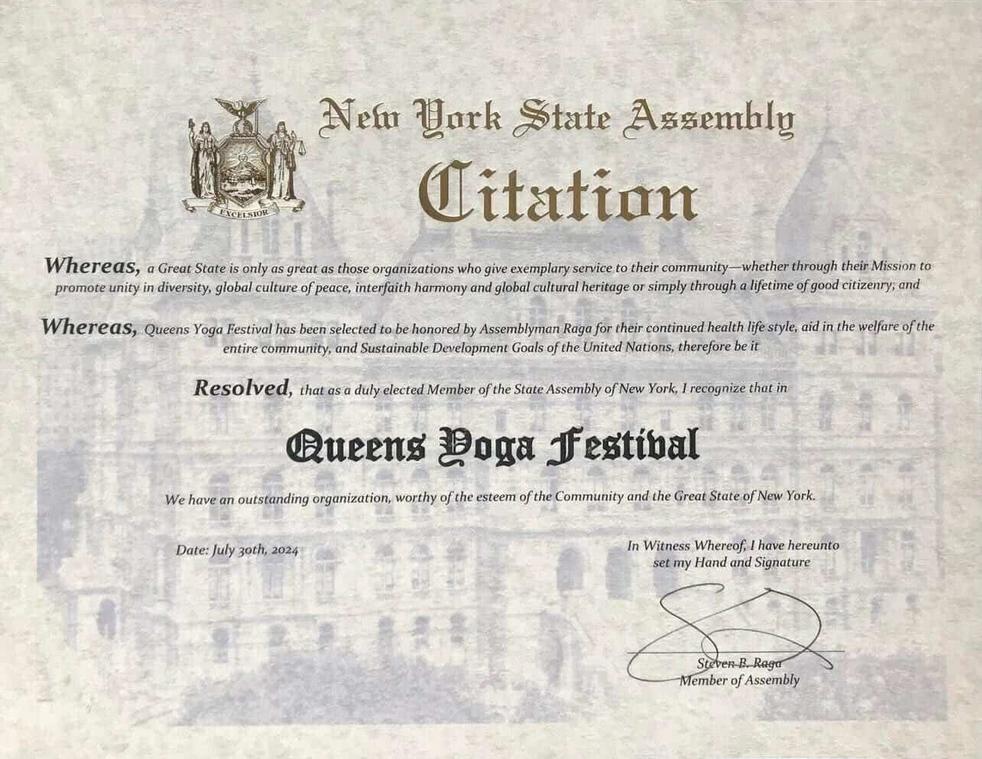 New York State Assembly
Citation
EXCELSIOR
Whereas, a Great State is only as great as those organizations who give exemplary service to their community—whether through their Mission to
promote unity in diversity, global culture of peace, interfaith harmony and global cultural heritage or simply through a lifetime of good citizenry; and
Whereas, Queens Yoga Festival has been selected to be honored by Assemblyman Raga for their continued health life style, aid in the welfare of the
entire community, and Sustainable Development Goals of the United Nations, therefore be it
Resolved, that as a duly elected Member of the State Assembly of New York, I recognize that in
Queens Yoga Festival
We have an outstanding organization, worthy of the esteem of the Community and the Great State of New York.
Date: July 30th, 2024
In Witness Whereof, I have hereunto
set my Hand and Signature
Steven B. Raga
Member of Assembly